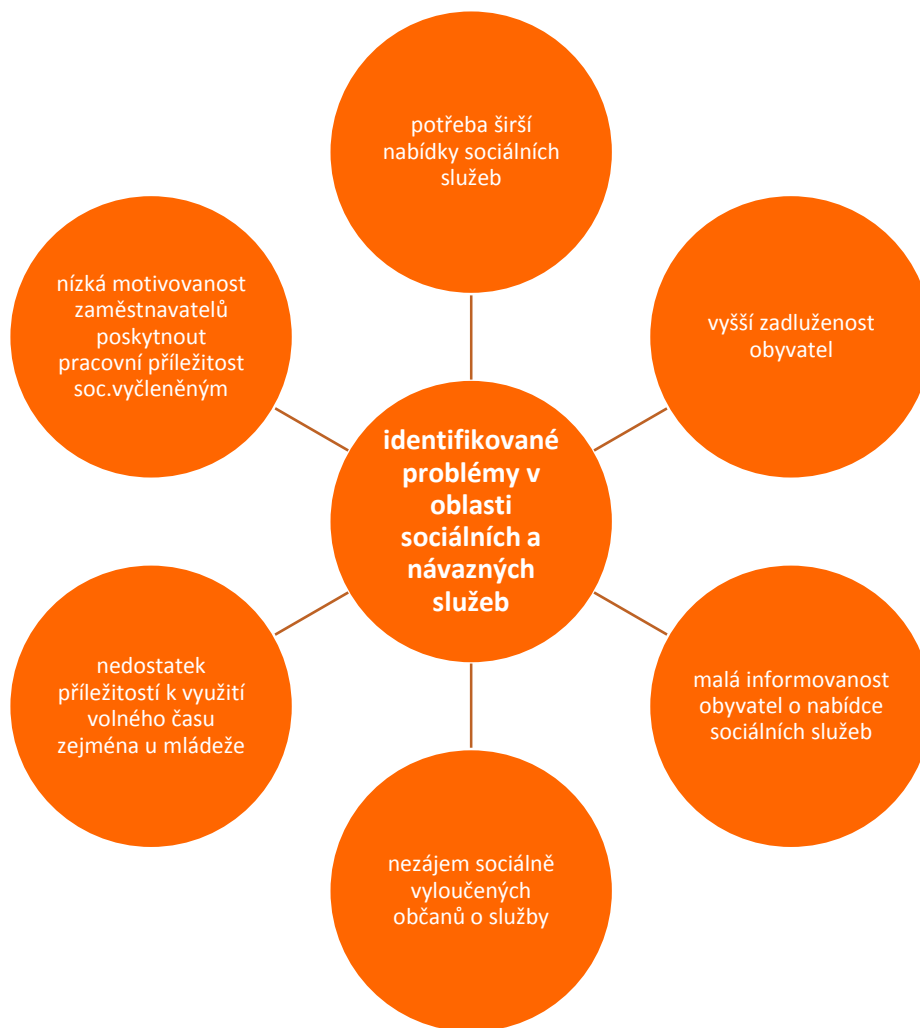 potřeba širší
nabídky sociálních
služeb
nízká motivovanost
zaměstnavatelů
poskytnout
pracovní příležitost
soc.vyčleněným
vyšší zadluženost
obyvatel
identifikované
problémy v
oblasti
sociálních a
návazných
služeb
nedostatek
příležitostí k využití
volného času
zejména u mládeže
malá informovanost
obyvatel o nabídce
sociálních služeb
nezájem sociálně
vyloučených
občanů o služby